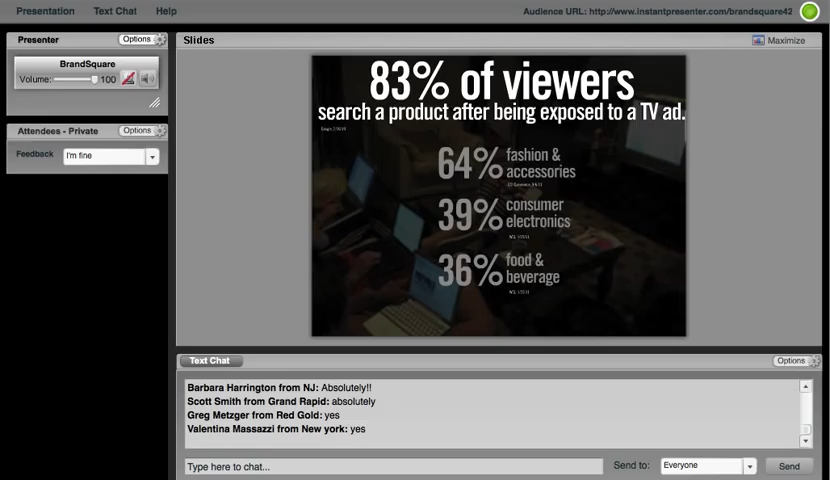 Presentation Text Chat Help
Audience URL: http://www.instantpresenter.com/brandsquare42
Presenter Options
BrandSquare
Volume: 100
Attendees - Private Options
Feedback I'm fine
Slides Maximize
83% of viewers
search a product after being exposed to a TV ad.
64% fashion &
accessories
39% consumer
electronics
36% food &
beverage
Text Chat Options
Barbara Harrington from NJ: Absolutely!!
Scott Smith from Grand Rapid: absolutely
Greg Metzger from Red Gold: yes
Valentina Massazzi from New york: yes
Type here to chat... Send to: Everyone Send